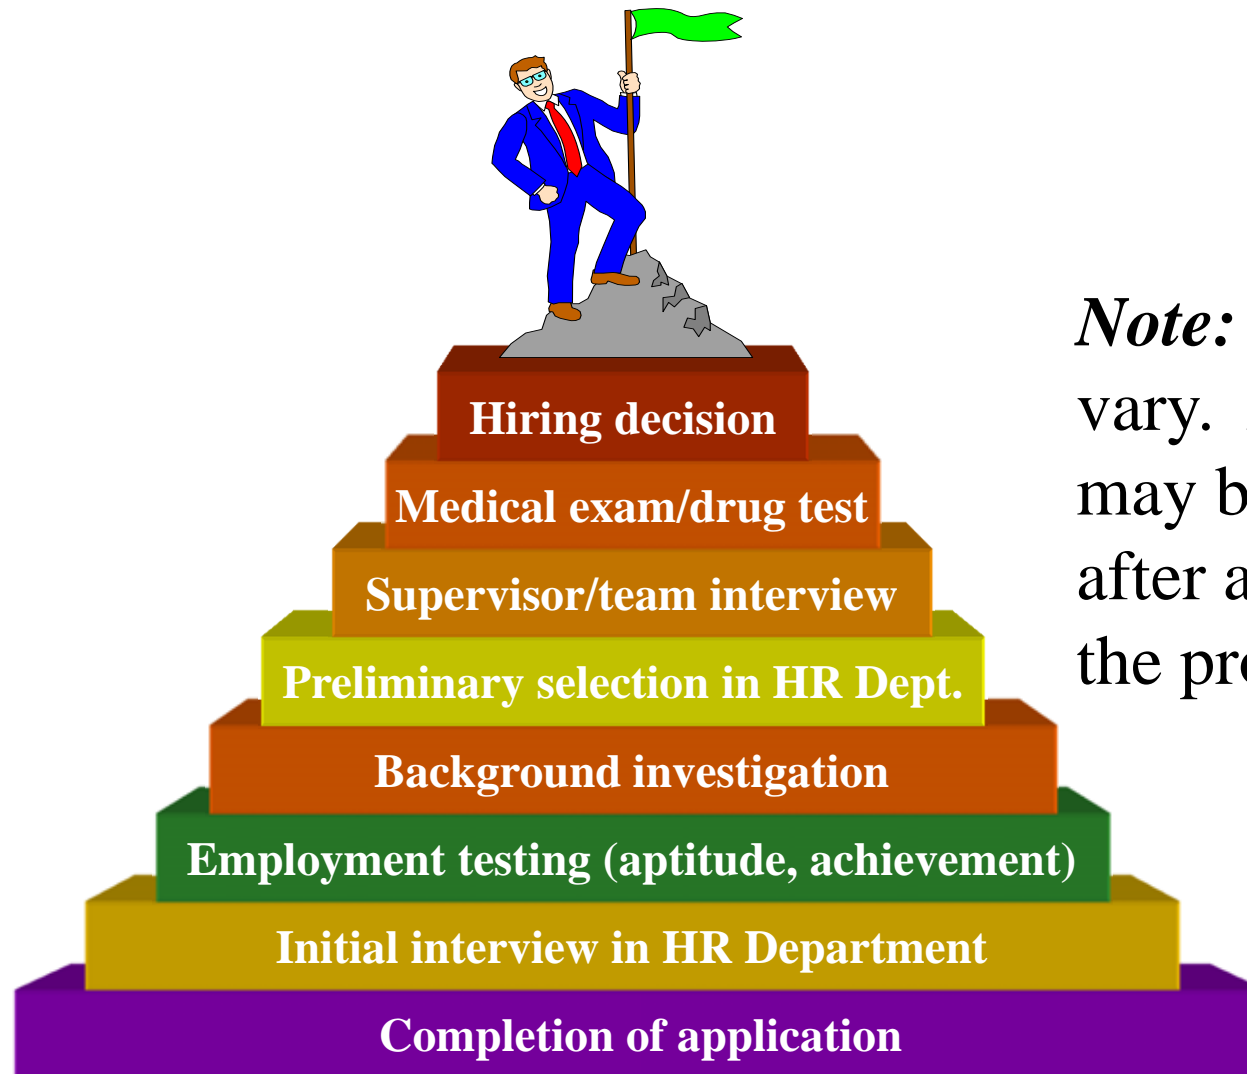 Hiring decision
Medical exam/drug test
Supervisor/team interview
Preliminary selection in HR Dept.
Background investigation
Employment testing (aptitude, achievement)
Initial interview in HR Department
Completion of application
Note:
vary.
may
after
the